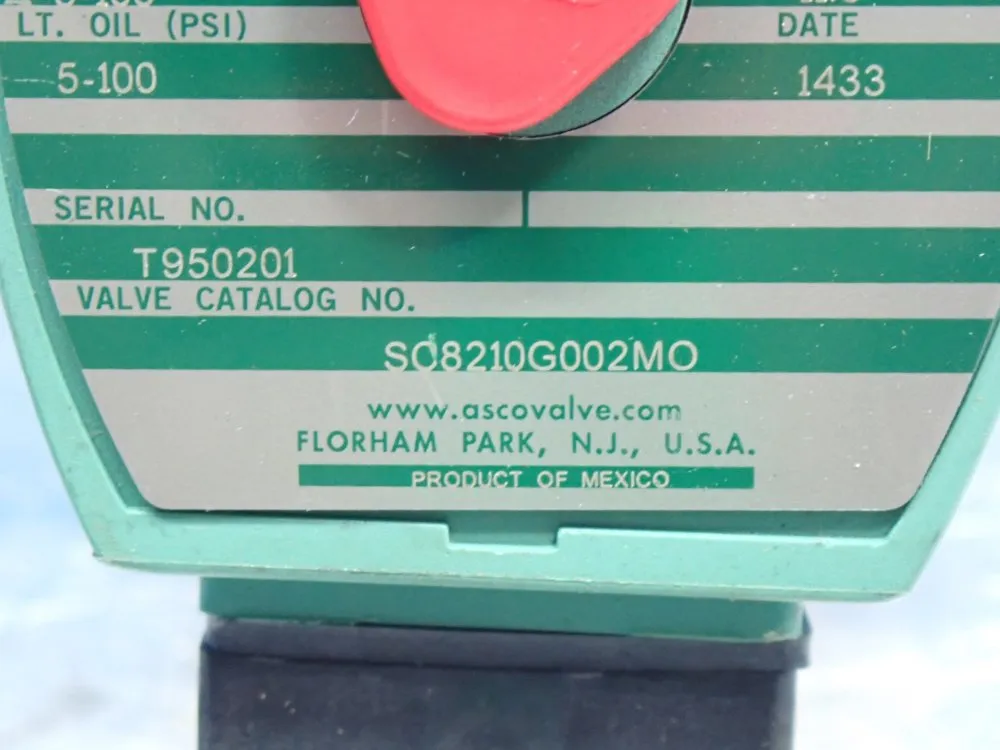 LT. OIL (PSI) DATE
5-100 1433
SERIAL NO.
T950201
VALVE CATALOG NO.
SC8210G002MO
www.ascovalve.com
FLORHAM PARK, N.J., U.S.A.
PRODUCT OF MEXICO